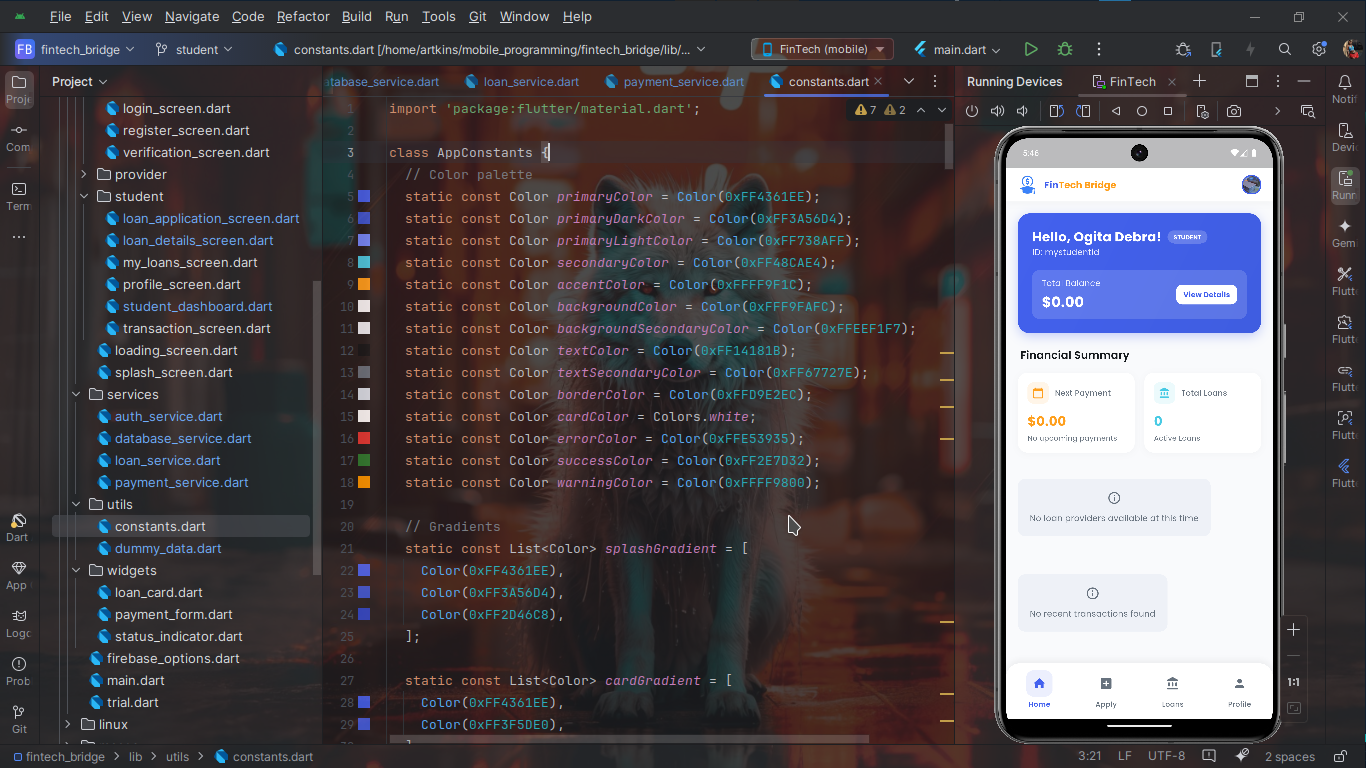 File Edit View Navigate Code Refactor Build Run Tools Git Window Help
FB fintech_bridge student constants.dart [/home/artkins/mobile_programming/fintech_bridge/lib/... FinTech (mobile) main.dart
Project
atabase_service.dart loan_service.dart payment_service.dart constants.dart
Running Devices FinTech
Proje
Com
Term
Dart
App
Logc
Prob
Git
login_screen.dart
register_screen.dart
verification_screen.dart
provider
student
loan_application_screen.dart
loan_details_screen.dart
my_loans_screen.dart
profile_screen.dart
student_dashboard.dart
transaction_screen.dart
loading_screen.dart
splash_screen.dart
services
auth_service.dart
database_service.dart
loan_service.dart
payment_service.dart
utils
constants.dart
dummy_data.dart
widgets
loan_card.dart
payment_form.dart
status_indicator.dart
firebase_options.dart
main.dart
trial.dart
linux
7 2
1 import 'package:flutter/material.dart';
2
3 class AppConstants {
4 // Color palette
5 static const Color primaryColor = Color(0xFF4361EE);
6 static const Color primaryDarkColor = Color(0xFF3A56D4);
7 static const Color primaryLightColor = Color(0xFF738AFF);
8 static const Color secondaryColor = Color(0xFF48CAE4);
9 static const Color accentColor = Color(0xFFFF9F1C);
10 static const Color backgroundColor = Color(0xFFF9FAFC);
11 static const Color backgroundSecondaryColor = Color(0xFFEEF1F7);
12 static const Color textColor = Color(0xFF14181B);
13 static const Color textSecondaryColor = Color(0xFF67727E);
14 static const Color borderColor = Color(0xFFD9E2EC);
15 static const Color cardColor = Colors.white;
16 static const Color errorColor = Color(0xFFE53935);
17 static const Color successColor = Color(0xFF2E7D32);
18 static const Color warningColor = Color(0xFFFF9800);
19
20 // Gradients
21 static const List<Color> splashGradient = [
22 Color(0xFF4361EE),
23 Color(0xFF3A56D4),
24 Color(0xFF2D46C8),
25 ];
26
27 static const List<Color> cardGradient = [
28 Color(0xFF4361EE),
29 Color(0xFF3F5DE0),
5:46
FinTech Bridge
Hello, Ogita Debra! STUDENT
ID: mystudentid
Total Balance
$0.00
View Details
Financial Summary
Next Payment
$0.00
No upcoming payments
Total Loans
0
Active Loans
No loan providers available at this time
No recent transactions found
Home Apply Loans Profile
1:1
Notif
Devic
Runn
Gem
Flutt
Flutt
Flutt
Flutt
Flutt
fintech_bridge lib utils constants.dart
3:21 LF UTF-8 2 spaces